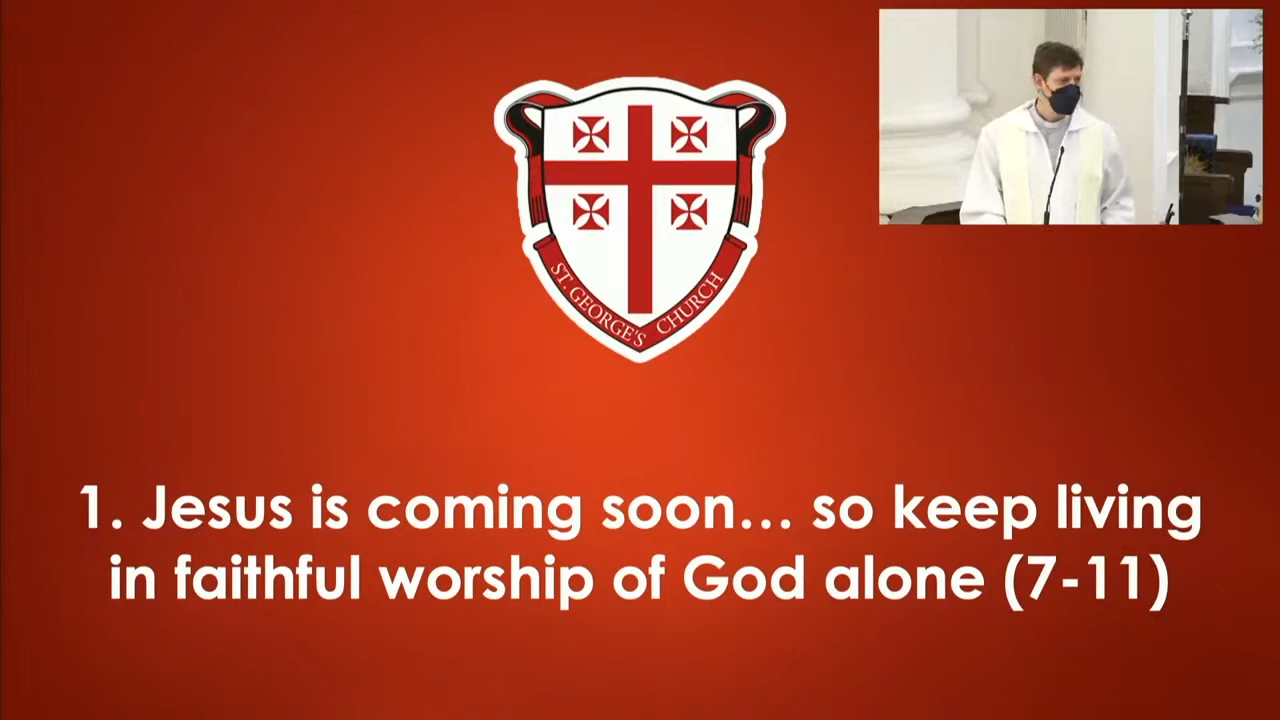 ST. GEORGE'S CHURCH
1. Jesus is coming soon... so keep living
in faithful worship of God alone (7-11)